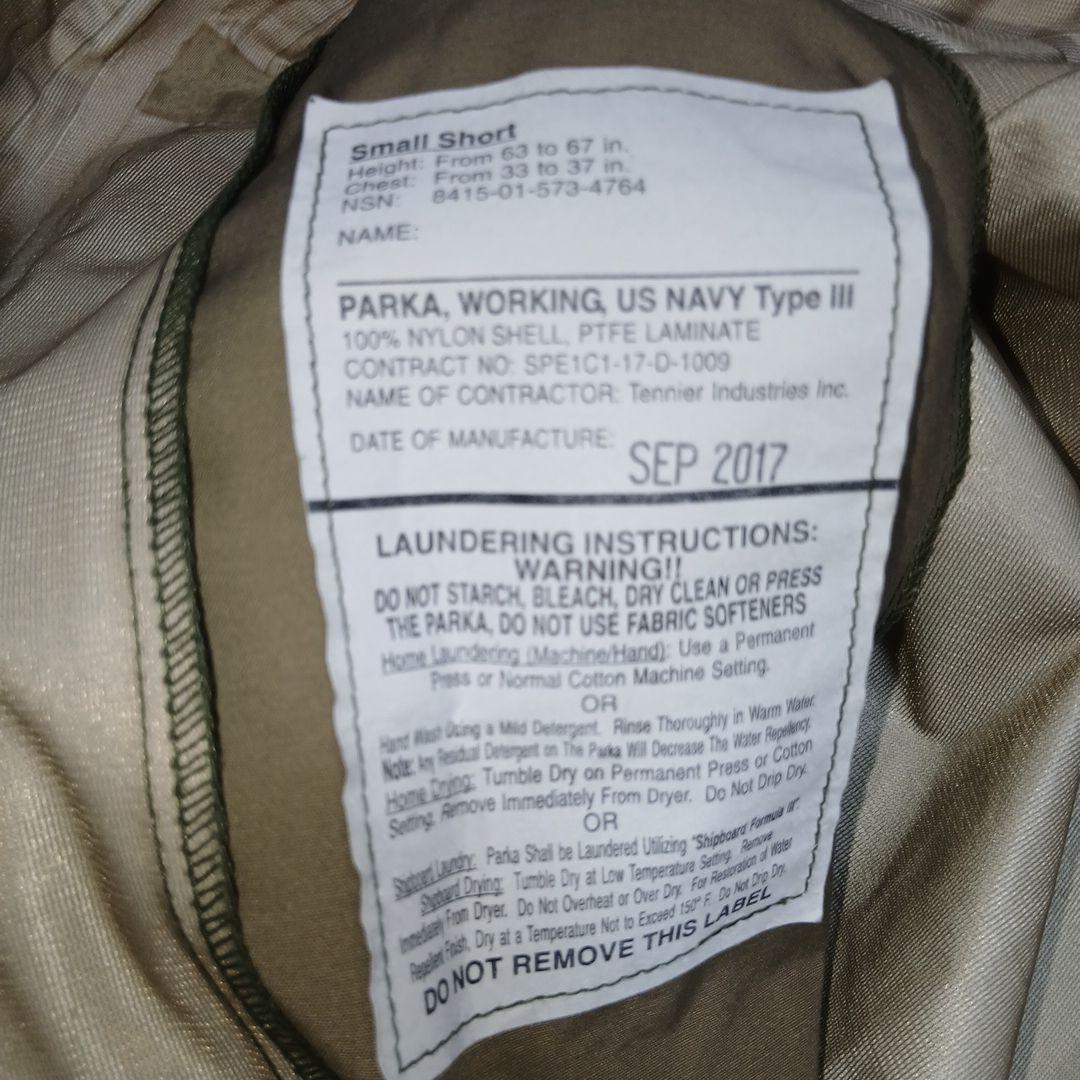 Small Short
Height: From 63 to 67 in.
Chest: From 33 to 37 in.
NSN: 8415-01-573-4764
NAME:
PARKA, WORKING, US NAVY Type III
100% NYLON SHELL, PTFE LAMINATE
CONTRACT NO: SPE1C1-17-D-1009
NAME OF CONTRACTOR: Tennier Industries Inc.
DATE OF MANUFACTURE: SEP 2017
LAUNDERING INSTRUCTIONS:
WARNING!!
DO NOT STARCH, BLEACH, DRY CLEAN OR PRESS
THE PARKA, DO NOT USE FABRIC SOFTENERS
Home Laundering (Machine/Hand): Use a Permanent
Press or Normal Cotton Machine Setting.
OR
Hand Wash Using a Mild Detergent. Rinse Thoroughly in Warm Water.
Note: Any Residual Detergent on The Parka Will Decrease The Water Repellency.
Home Drying: Tumble Dry on Permanent Press or Cotton
Setting. Remove Immediately From Dryer. Do Not Drip Dry.
OR
Shipboard Laundry: Parka Shall be Laundered Utilizing "Shipboard Formula III".
Shipboard Drying: Tumble Dry at Low Temperature Setting. Remove
Immediately From Dryer. Do Not Overheat or Over Dry. For Restoration of Water
Repellent Finish, Dry at a Temperature Not to Exceed 150° F. Do Not Drip Dry.
DO NOT REMOVE THIS LABEL